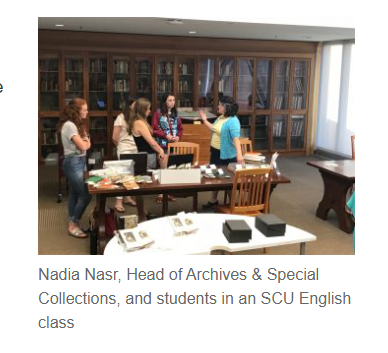 e
Nadia Nasr, Head of Archives & Special
Collections, and students in an SCU English
class